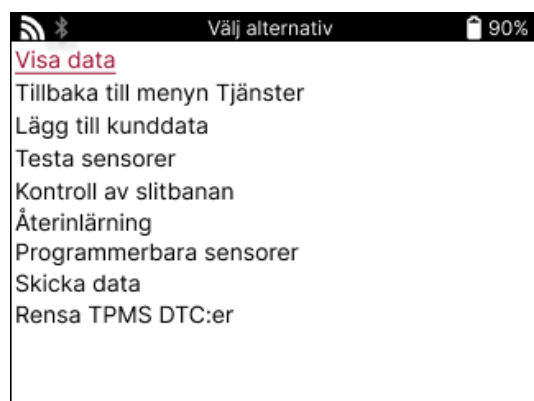 Välj alternativ 90%
Visa data
Tillbaka till menyn Tjänster
Lägg till kunddata
Testa sensorer
Kontroll av slitbanan
Återinlärning
Programmerbara sensorer
Skicka data
Rensa TPMS DTC:er